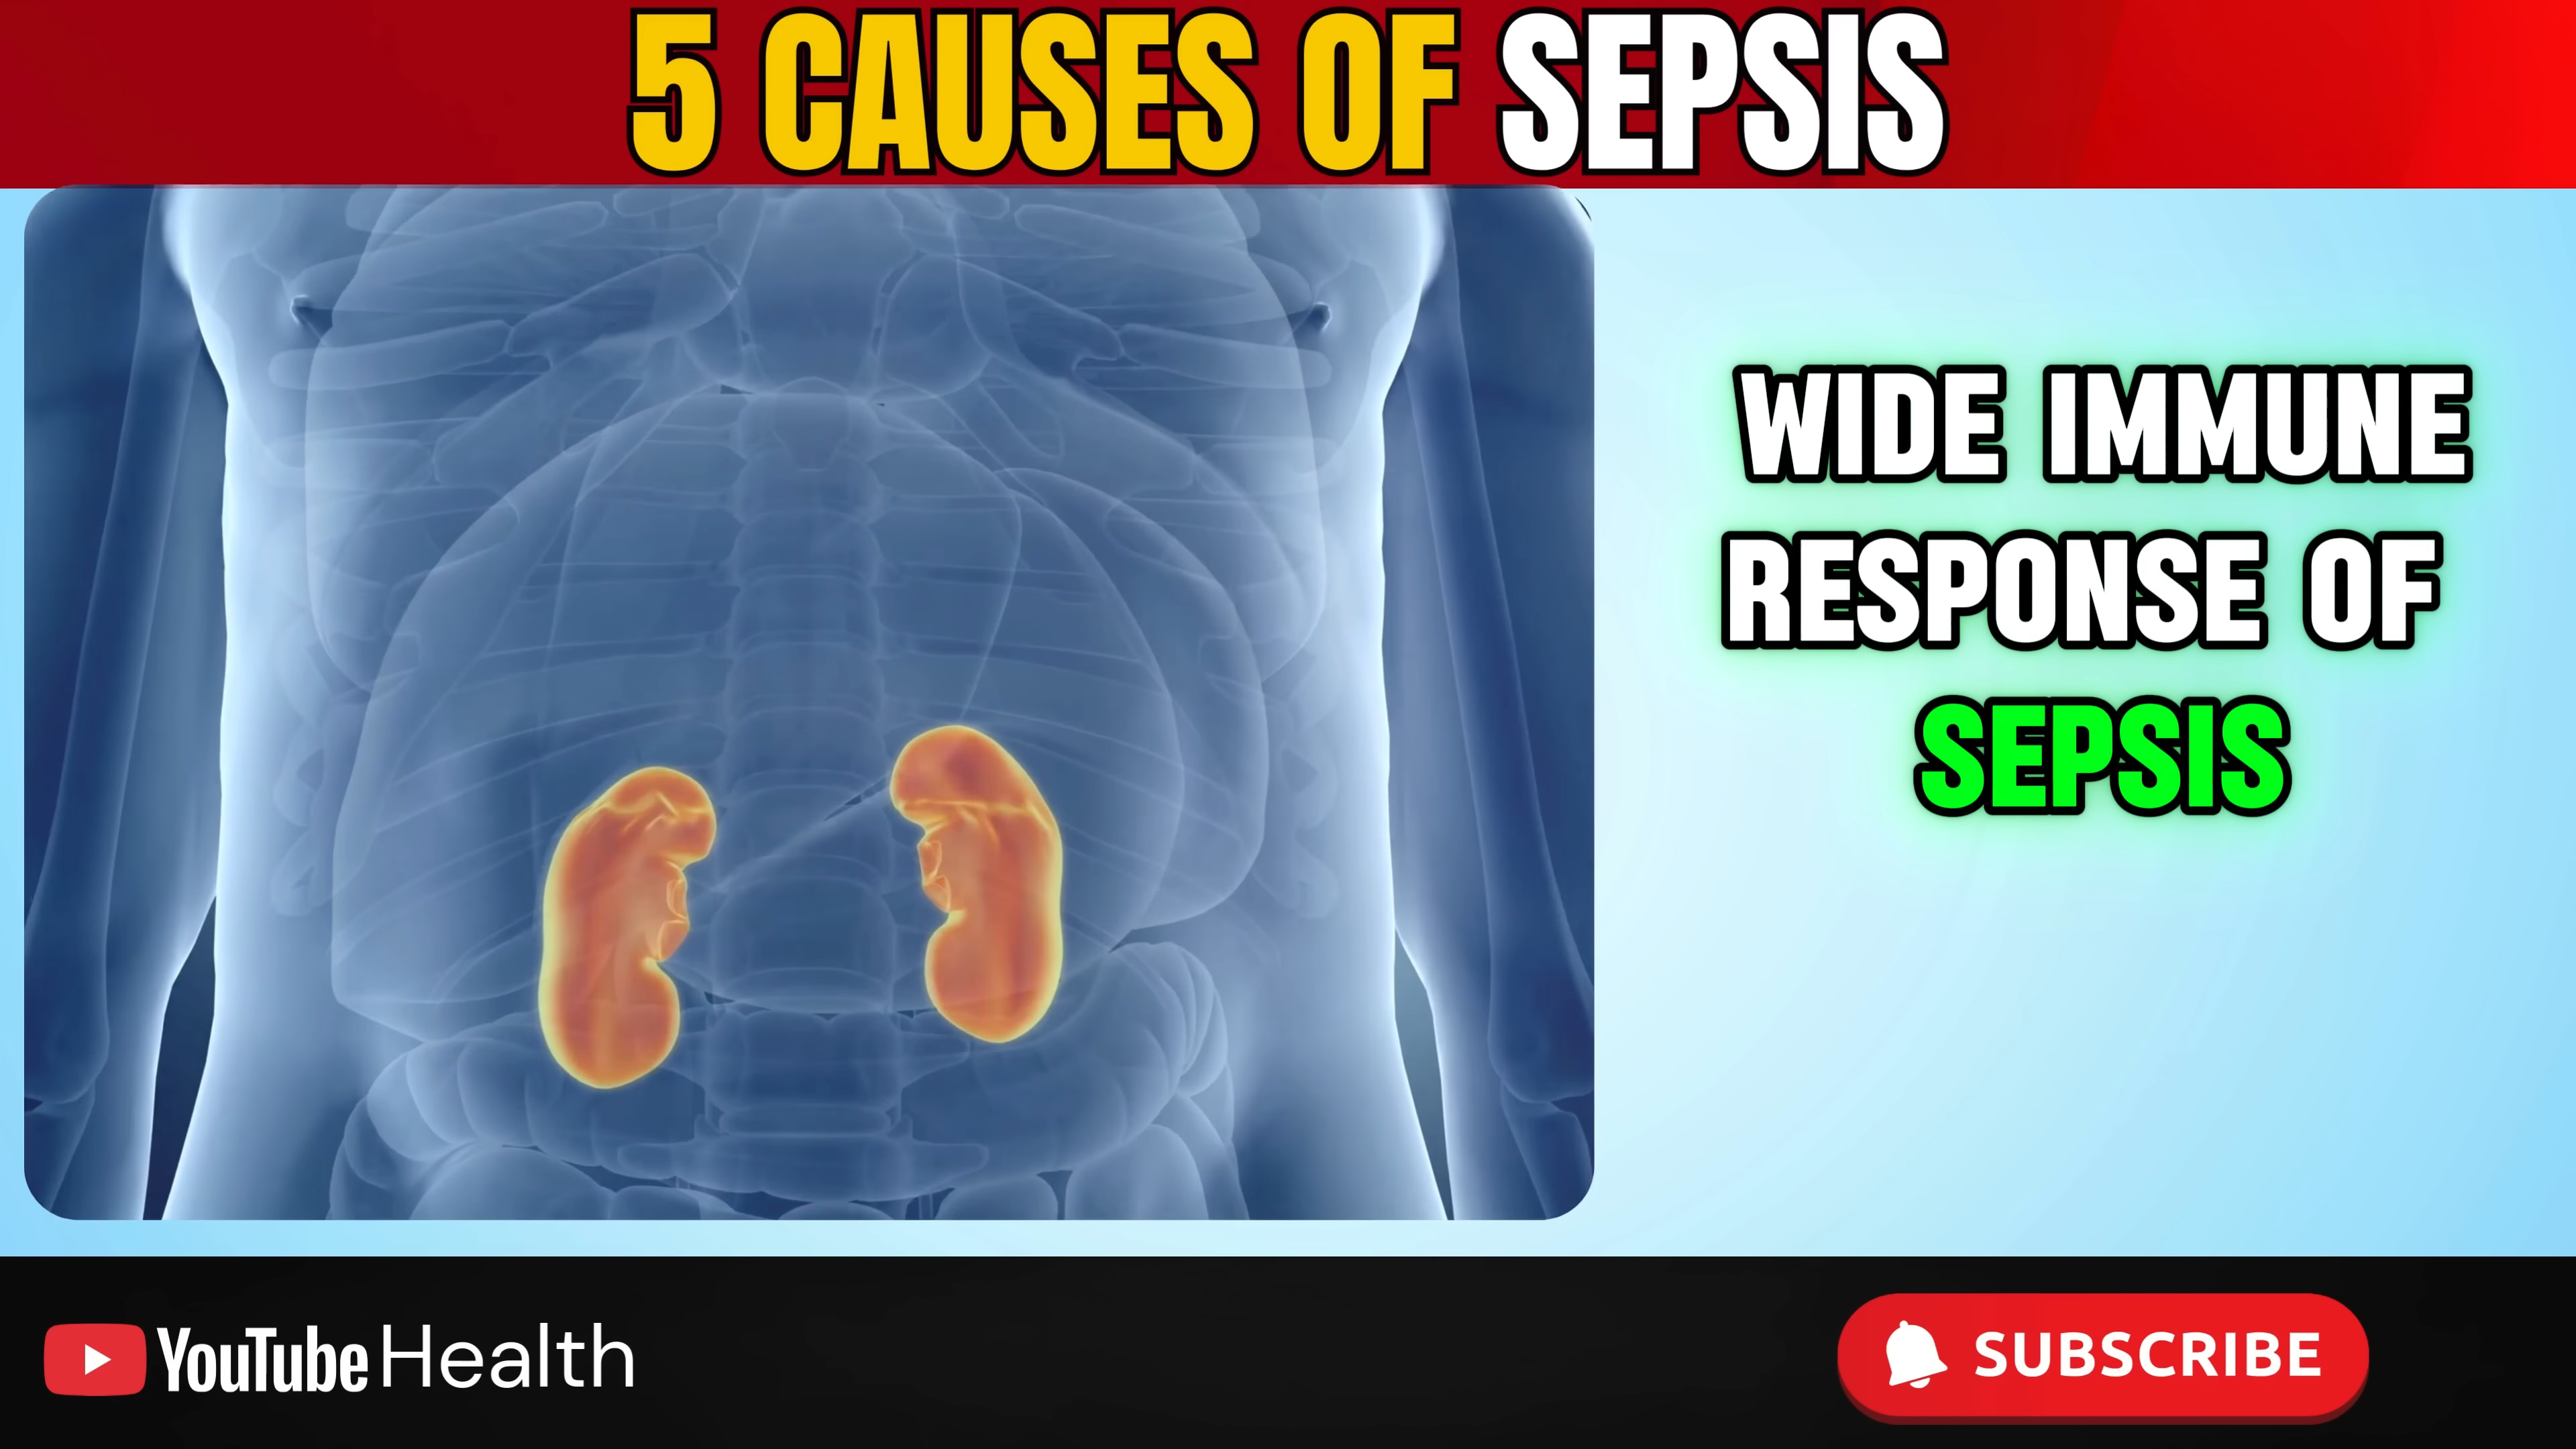 5 CAUSES OF SEPSIS
WIDE IMMUNE
RESPONSE OF
SEPSIS
YouTube Health
SUBSCRIBE